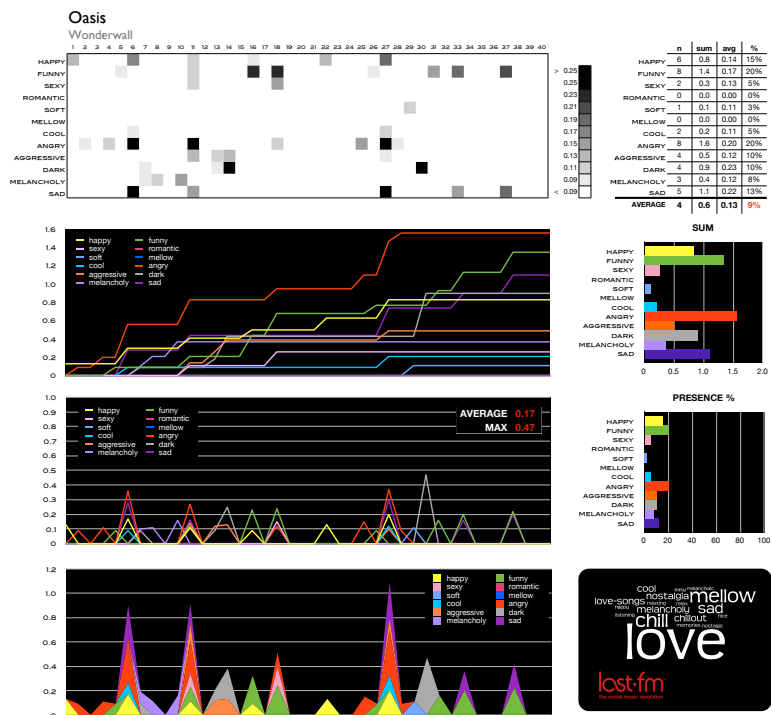 Oasis
Wonderwall
1 2 3 4 5 6 7 8 9 10 11 12 13 14 15 16 17 18 19 20 21 22 23 24 25 26 27 28 29 30 31 32 33 34 35 36 37 38 39 40
HAPPY
FUNNY
SEXY
ROMANTIC
SOFT
MELLOW
COOL
ANGRY
AGGRESSIVE
DARK
MELANCHOLY
SAD
> 0.25
0.25
0.23
0.21
0.19
0.17
0.15
0.13
0.11
0.09
< 0.09
n sum avg %
HAPPY 6 0.8 0.14 15%
FUNNY 8 1.4 0.17 20%
SEXY 2 0.3 0.13 5%
ROMANTIC 0 0.0 0.00 0%
SOFT 1 0.1 0.11 3%
MELLOW 0 0.0 0.00 0%
COOL 2 0.2 0.11 5%
ANGRY 8 1.6 0.20 20%
AGGRESSIVE 4 0.5 0.12 10%
DARK 4 0.9 0.23 10%
MELANCHOLY 3 0.4 0.12 8%
SAD 5 1.1 0.22 13%
AVERAGE 4 0.6 0.13 9%
1.6
1.4
1.2
1.0
0.8
0.6
0.4
0.2
0
happy funny
sexy romantic
soft mellow
cool angry
aggressive dark
melancholy sad
SUM
HAPPY
FUNNY
SEXY
ROMANTIC
SOFT
MELLOW
COOL
ANGRY
AGGRESSIVE
DARK
MELANCHOLY
SAD
0 0.5 1.0 1.5 2.0
1.0
0.9
0.8
0.7
0.6
0.5
0.4
0.3
0.2
0.1
0
happy funny
sexy romantic
soft mellow
cool angry
aggressive dark
melancholy sad
AVERAGE 0.17
MAX 0.47
PRESENCE %
HAPPY
FUNNY
SEXY
ROMANTIC
SOFT
MELLOW
COOL
ANGRY
AGGRESSIVE
DARK
MELANCHOLY
SAD
0 20 40 60 80 100
1.2
1.0
0.8
0.6
0.4
0.2
0
happy funny
sexy romantic
soft mellow
cool angry
aggressive dark
melancholy sad
cool easy melancholic
love-songs nostalgia mellow
happy relaxing relax
listening melancholy sad nice
chill chillout
memories nostalgic
love
last·fm
the social music revolution